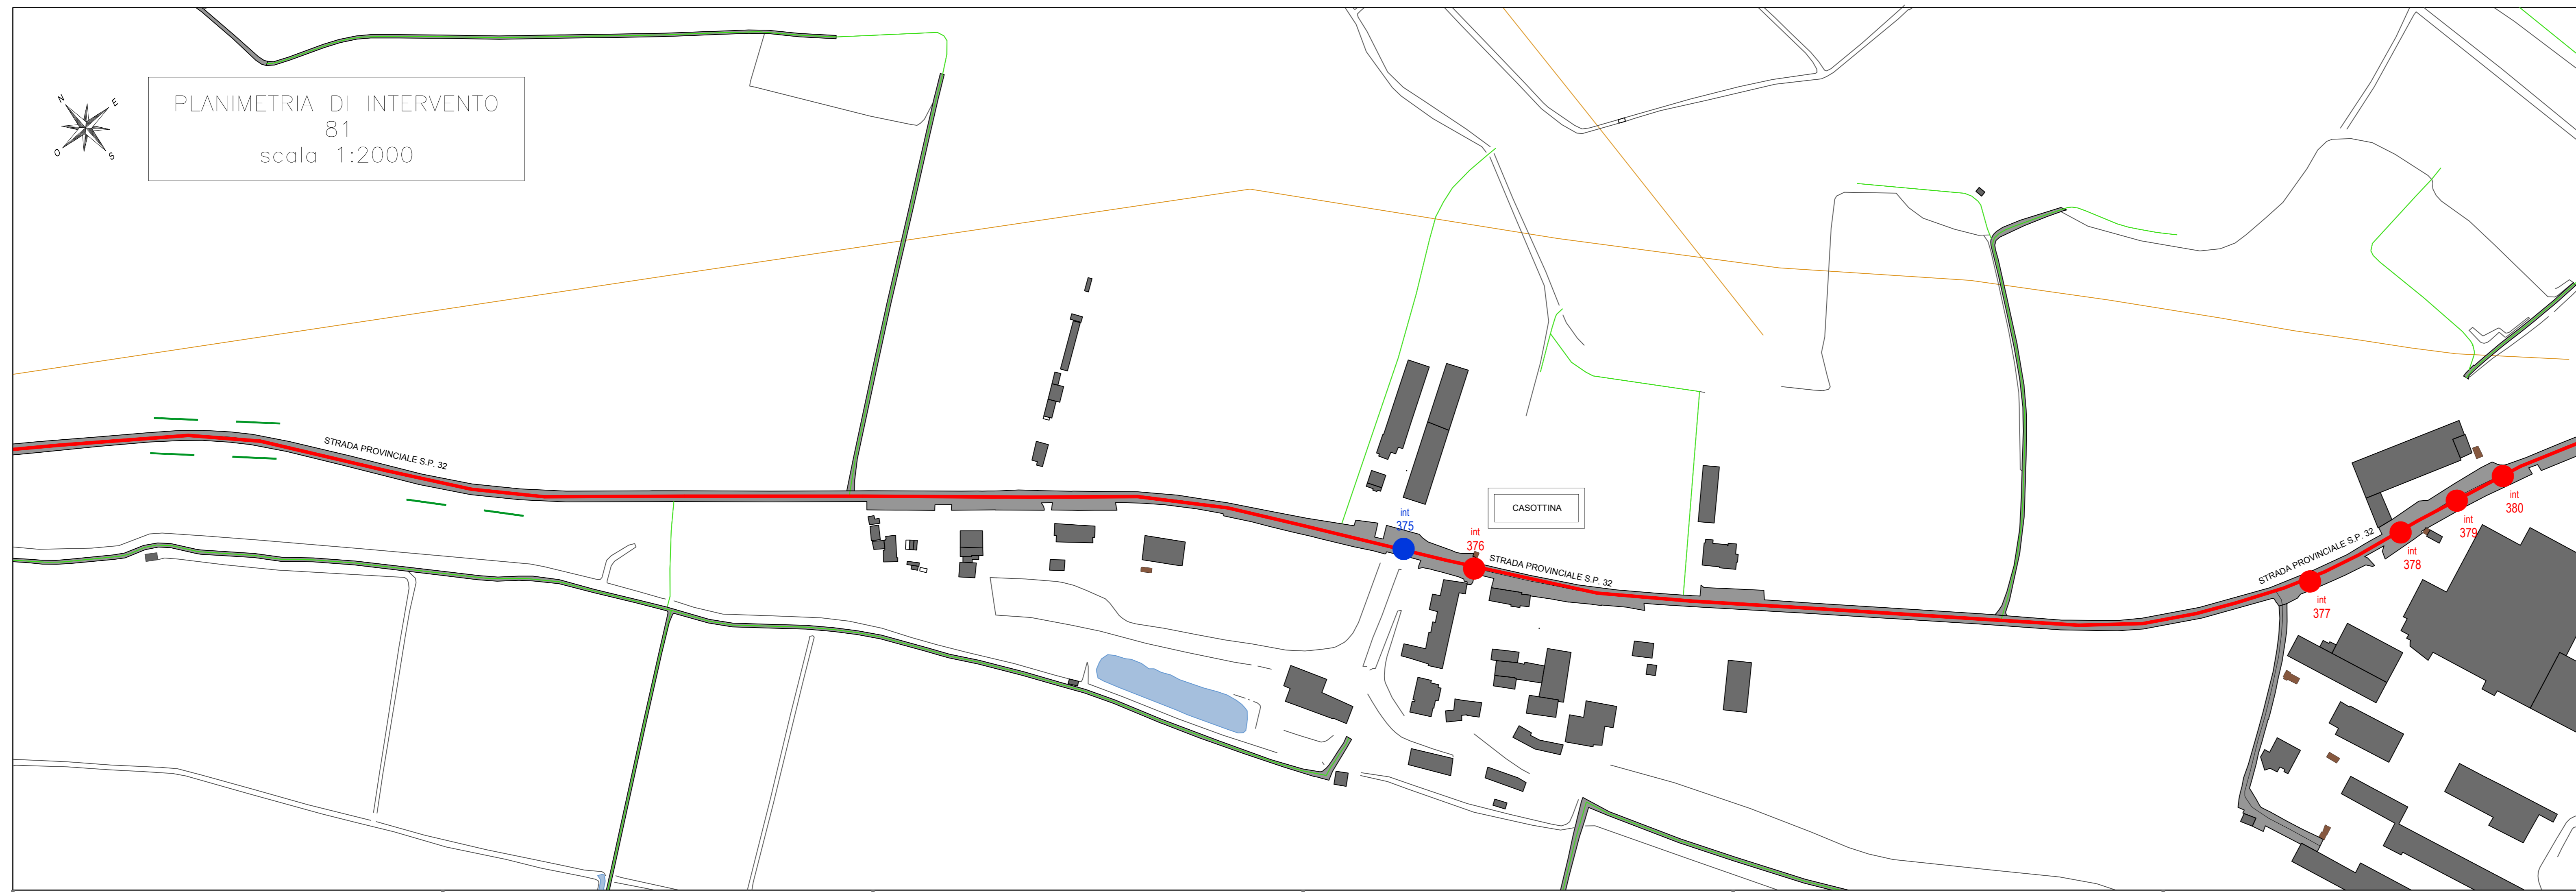 N
E
O
S
PLANIMETRIA DI INTERVENTO
81
scala 1:2000
STRADA PROVINCIALE S.P. 32
int
375
int
376
CASOTTINA
STRADA PROVINCIALE S.P. 32
STRADA PROVINCIALE S.P. 32
int
377
int
378
int
379
int
380